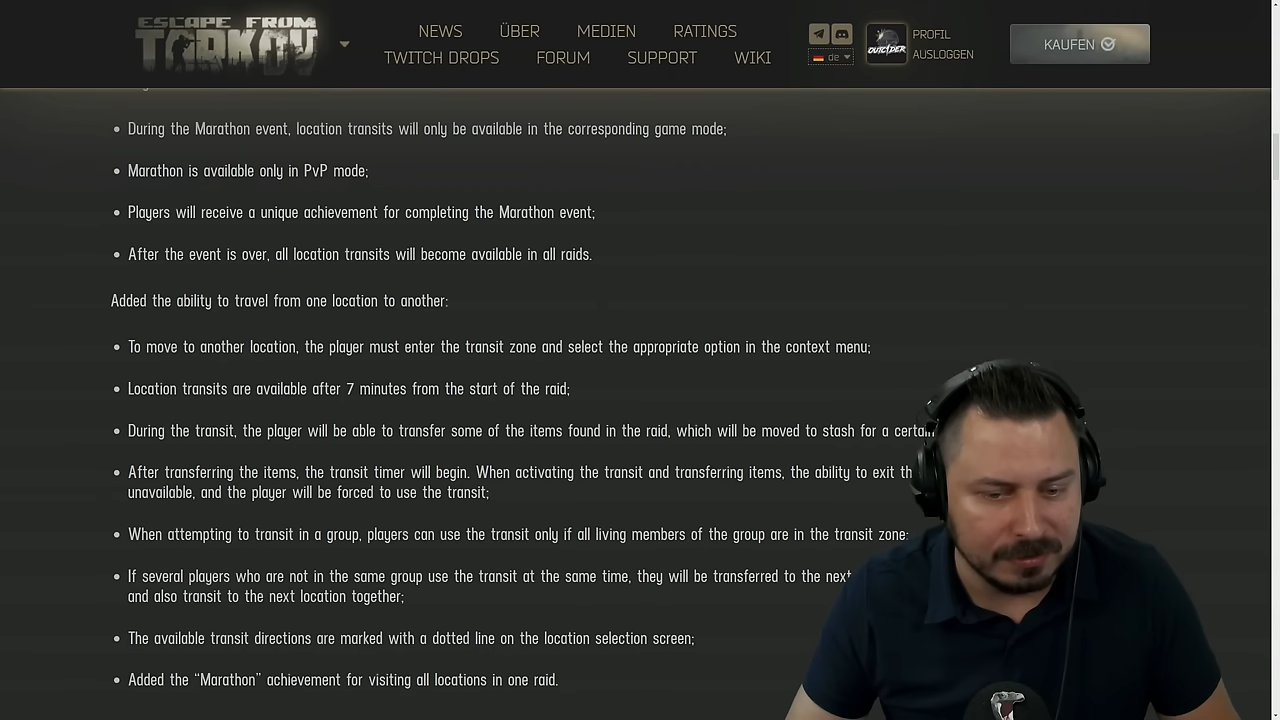 ESCAPE FROM
TARKOV
NEWS ÜBER MEDIEN RATINGS
TWITCH DROPS FORUM SUPPORT WIKI
de
OUTCIDER
PROFIL
AUSLOGGEN
KAUFEN
During the Marathon event, location transits will only be available in the corresponding game mode;
Marathon is available only in PvP mode;
Players will receive a unique achievement for completing the Marathon event;
After the event is over, all location transits will become available in all raids.
Added the ability to travel from one location to another:
To move to another location, the player must enter the transit zone and select the appropriate option in the context menu;
Location transits are available after 7 minutes from the start of the raid;
During the transit, the player will be able to transfer some of the items found in the raid, which will be moved to stash for a certain
After transferring the items, the transit timer will begin. When activating the transit and transferring items, the ability to exit th
unavailable, and the player will be forced to use the transit;
When attempting to transit in a group, players can use the transit only if all living members of the group are in the transit zone;
If several players who are not in the same group use the transit at the same time, they will be transferred to the next
and also transit to the next location together;
The available transit directions are marked with a dotted line on the location selection screen;
Added the “Marathon” achievement for visiting all locations in one raid.